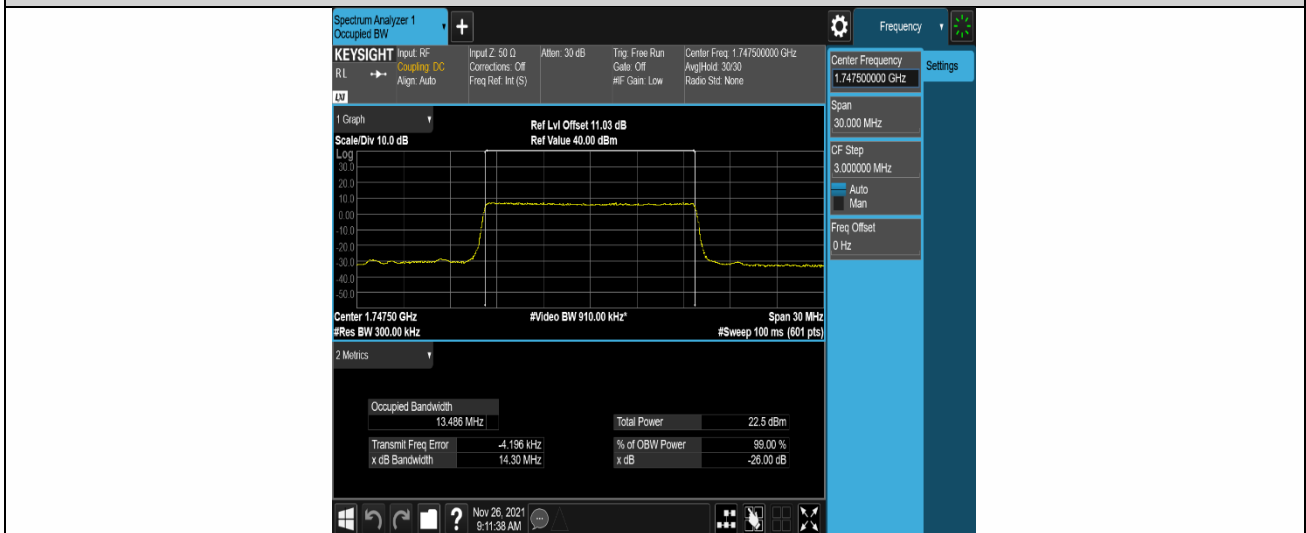 Spectrum Analyzer 1
Occupied BW
+
Frequency
KEYSIGHT
RL
LXI
Input: RF
Coupling: DC
Align: Auto
Input Z: 50 Ω
Corrections: Off
Freq Ref: Int (S)
Atten: 30 dB
Trig: Free Run
Gate: Off
#IF Gain: Low
Center Freq: 1.747500000 GHz
Avg|Hold: 30/30
Radio Std: None
Center Frequency
1.747500000 GHz
Settings
Span
30.000 MHz
CF Step
3.000000 MHz
Auto
Man
Freq Offset
0 Hz
1 Graph
Scale/Div 10.0 dB
Ref Lvl Offset 11.03 dB
Ref Value 40.00 dBm
Log
30.0
20.0
10.0
0.00
-10.0
-20.0
-30.0
-40.0
-50.0
Center 1.74750 GHz
#Video BW 910.00 kHz*
Span 30 MHz
#Res BW 300.00 kHz
#Sweep 100 ms (601 pts)
2 Metrics
Occupied Bandwidth
13.486 MHz
Total Power 22.5 dBm
Transmit Freq Error -4.196 kHz
% of OBW Power 99.00 %
x dB Bandwidth 14.30 MHz
x dB -26.00 dB
?
Nov 26, 2021
9:11:38 AM